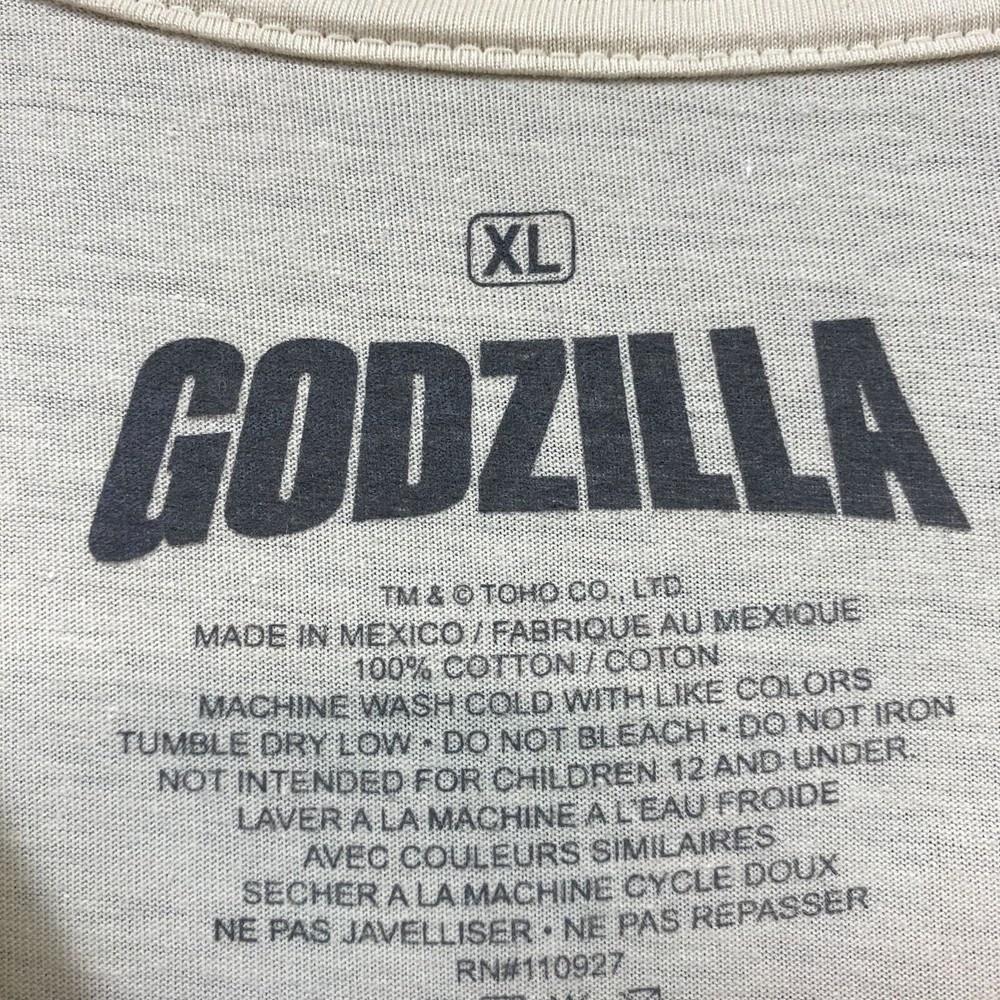 XL
GODZILLA
TM & © TOHO CO., LTD.
MADE IN MEXICO / FABRIQUE AU MEXIQUE
100% COTTON / COTON
MACHINE WASH COLD WITH LIKE COLORS
TUMBLE DRY LOW • DO NOT BLEACH • DO NOT IRON
NOT INTENDED FOR CHILDREN 12 AND UNDER.
LAVER A LA MACHINE A L'EAU FROIDE
AVEC COULEURS SIMILAIRES
SECHER A LA MACHINE CYCLE DOUX
NE PAS JAVELLISER • NE PAS REPASSER
RN#110927